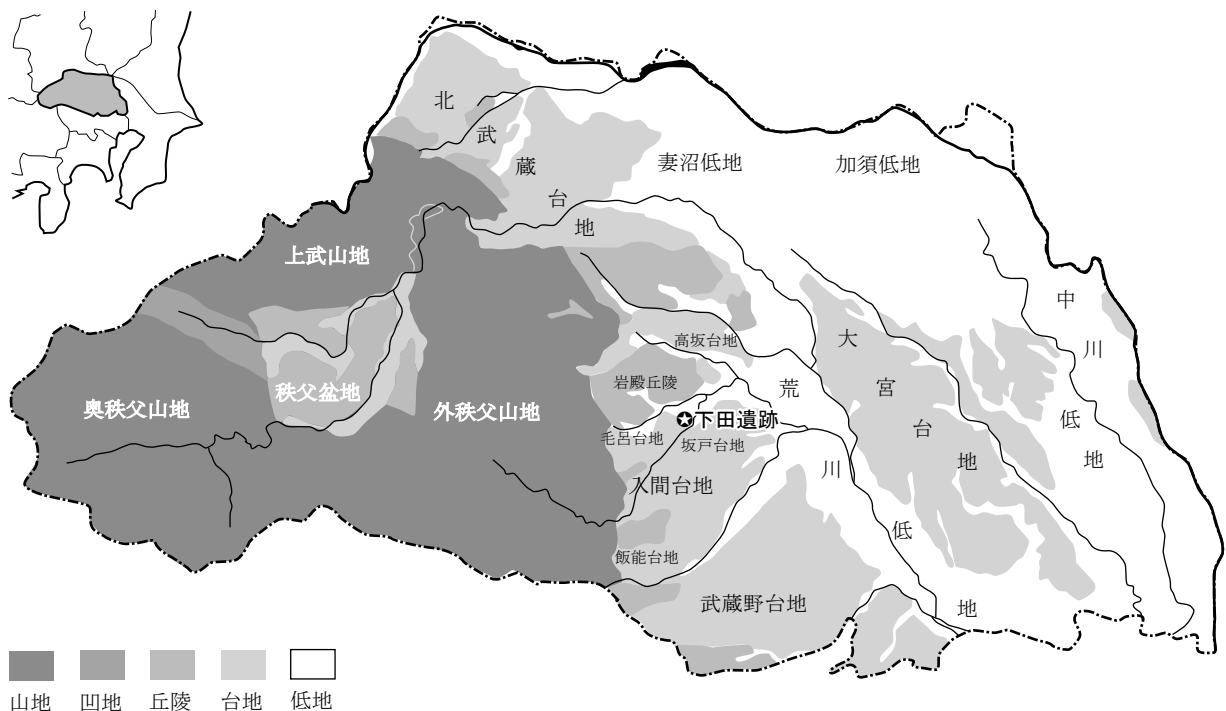 北武蔵台地
妻沼低地
加須低地
上武山地
中川低地
大宮台地
高坂台地
荒川低地
岩殿丘陵
秩父盆地
奥秩父山地
外秩父山地
下田遺跡
毛呂台地
坂戸台地
入間台地
飯能台地
武蔵野台地
山地
凹地
丘陵
台地
低地